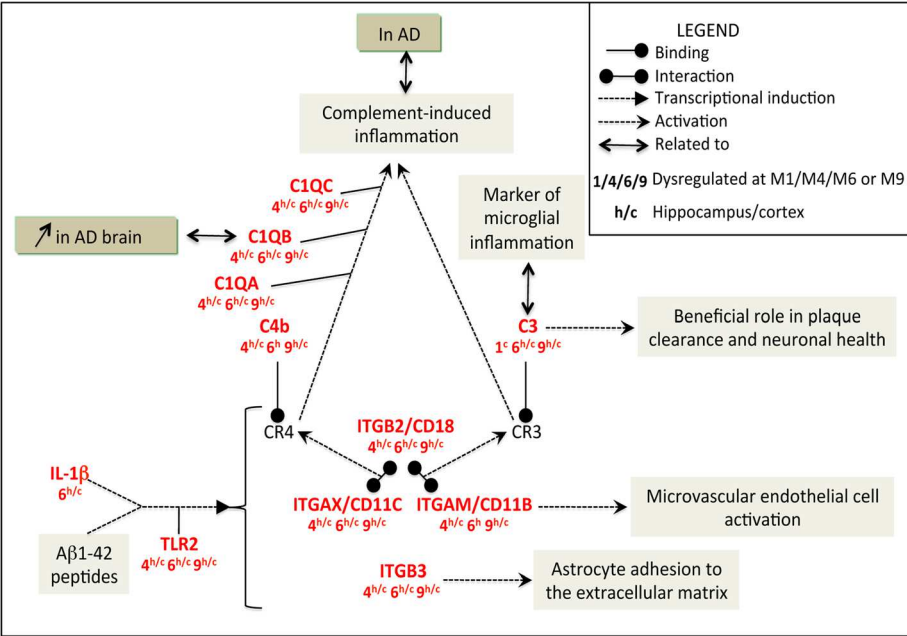 In AD
Complement-induced
inflammation
LEGEND
Binding
Interaction
Transcriptional induction
Activation
Related to
1/4/6/9 Dysregulated at M1/M4/M6 or M9
h/c Hippocampus/cortex
C1QC
4h/c 6h/c 9h/c
Marker of
microglial
inflammation
in AD brain
C1QB
4h/c 6h/c 9h/c
C1QA
4h/c 6h/c 9h/c
C4b
4h/c 6h 9h/c
C3
1c 6h/c 9h/c
Beneficial role in plaque
clearance and neuronal health
CR4
ITGB2/CD18
4h/c 6h/c 9h/c
CR3
IL-1β
6h/c
ITGAX/CD11C
4h/c 6h/c 9h/c
ITGAM/CD11B
4h/c 6h 9h/c
Microvascular endothelial cell
activation
Aβ1-42
peptides
TLR2
4h/c 6h/c 9h/c
ITGB3
4h/c 6h/c 9h/c
Astrocyte adhesion to
the extracellular matrix